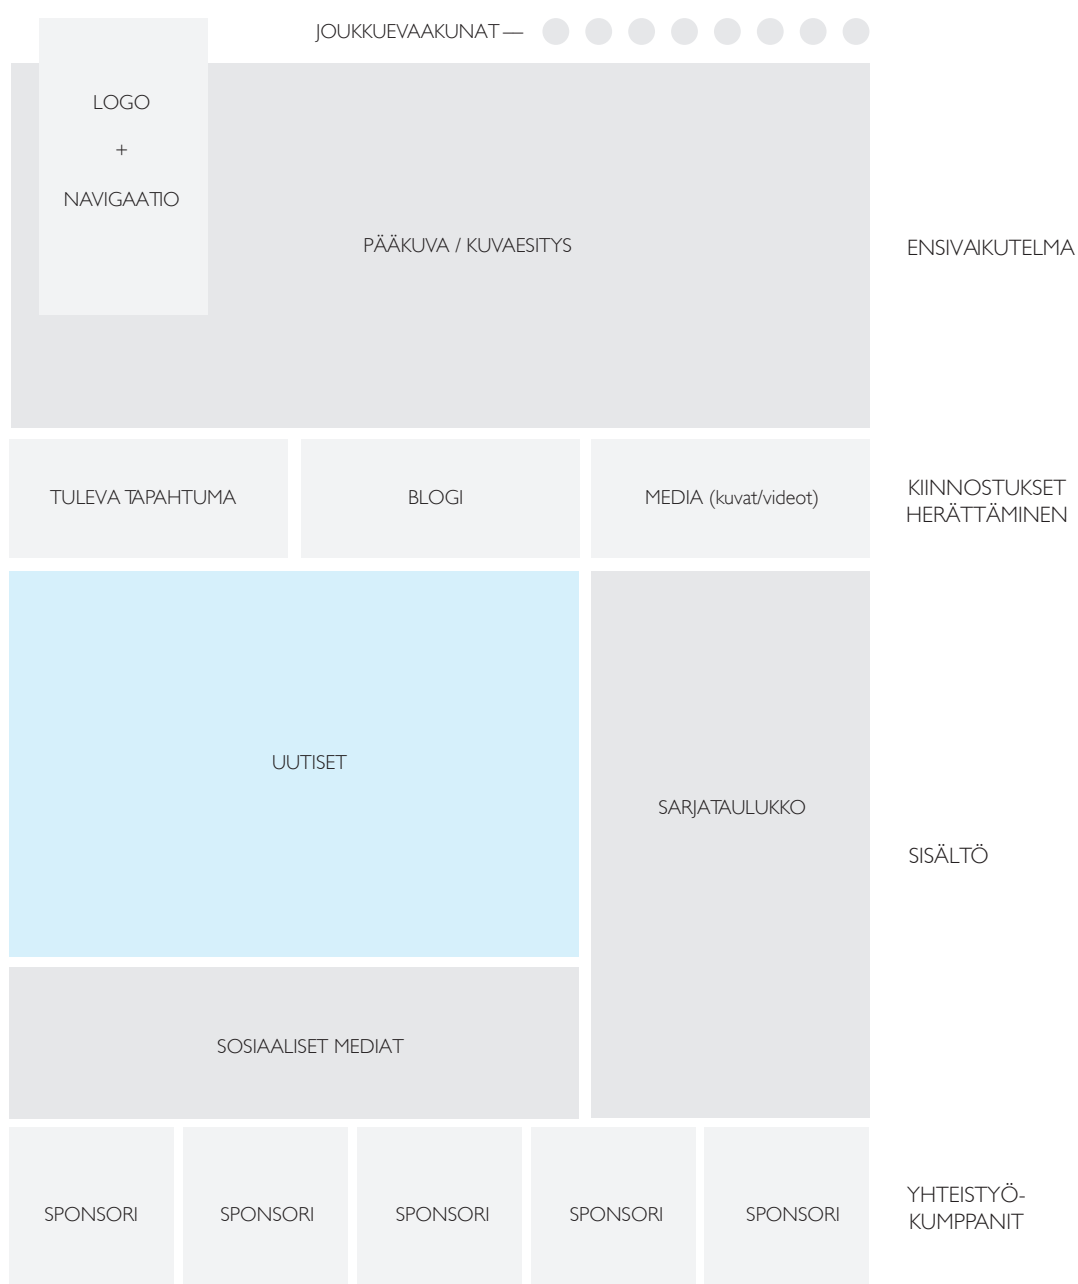 JOUKKUEVAAKUNAT —
LOGO
+
NAVIGAATIO
PÄÄKUVA / KUVAESITYS
ENSIVAIKUTELMA
TULEVA TAPAHTUMA
BLOGI
MEDIA (kuvat/videot)
KIINNOSTUKSET
HERÄTTÄMINEN
UUTISET
SARJATAULUKKO
SISÄLTÖ
SOSIAALISET MEDIAT
SPONSORI
SPONSORI
SPONSORI
SPONSORI
SPONSORI
YHTEISTYÖ-
KUMPPANIT